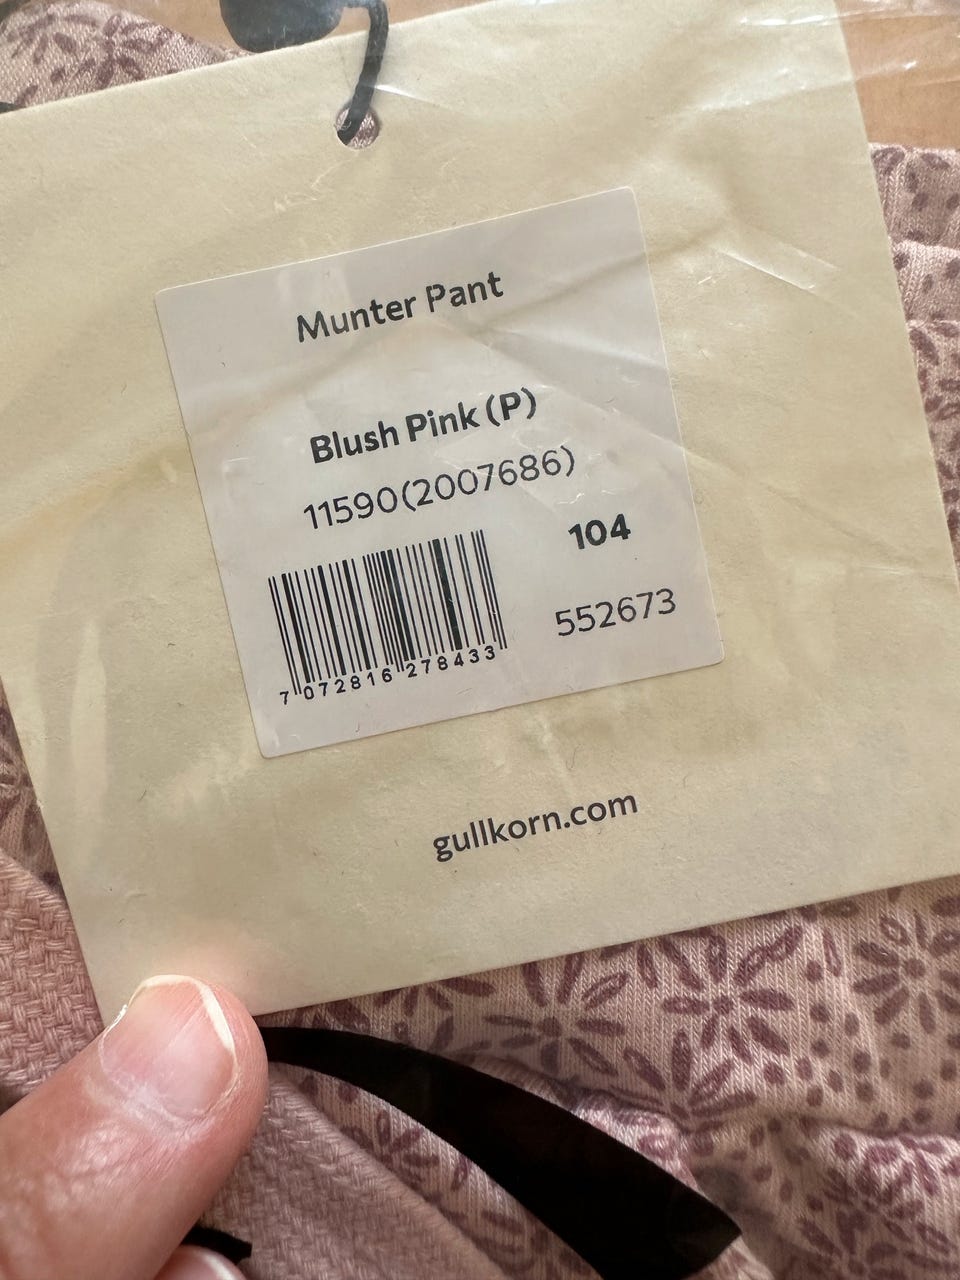 Munter Pant
Blush Pink (P)
11590(2007686)
104
552673
7 072816 278433
gullkorn.com